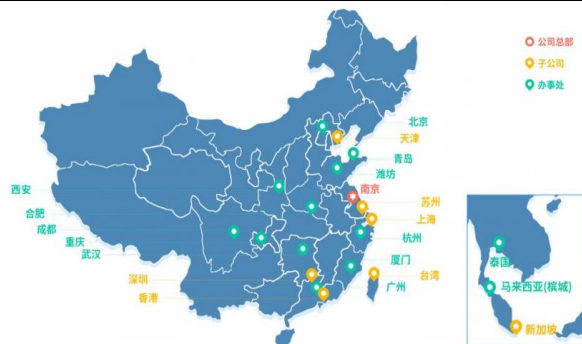 公司总部
子公司
办事处
北京
天津
青岛
潍坊
南京
苏州
上海
杭州
厦门
台湾
广州
西安
合肥
成都
重庆
武汉
深圳
香港
泰国
马来西亚(槟城)
新加坡